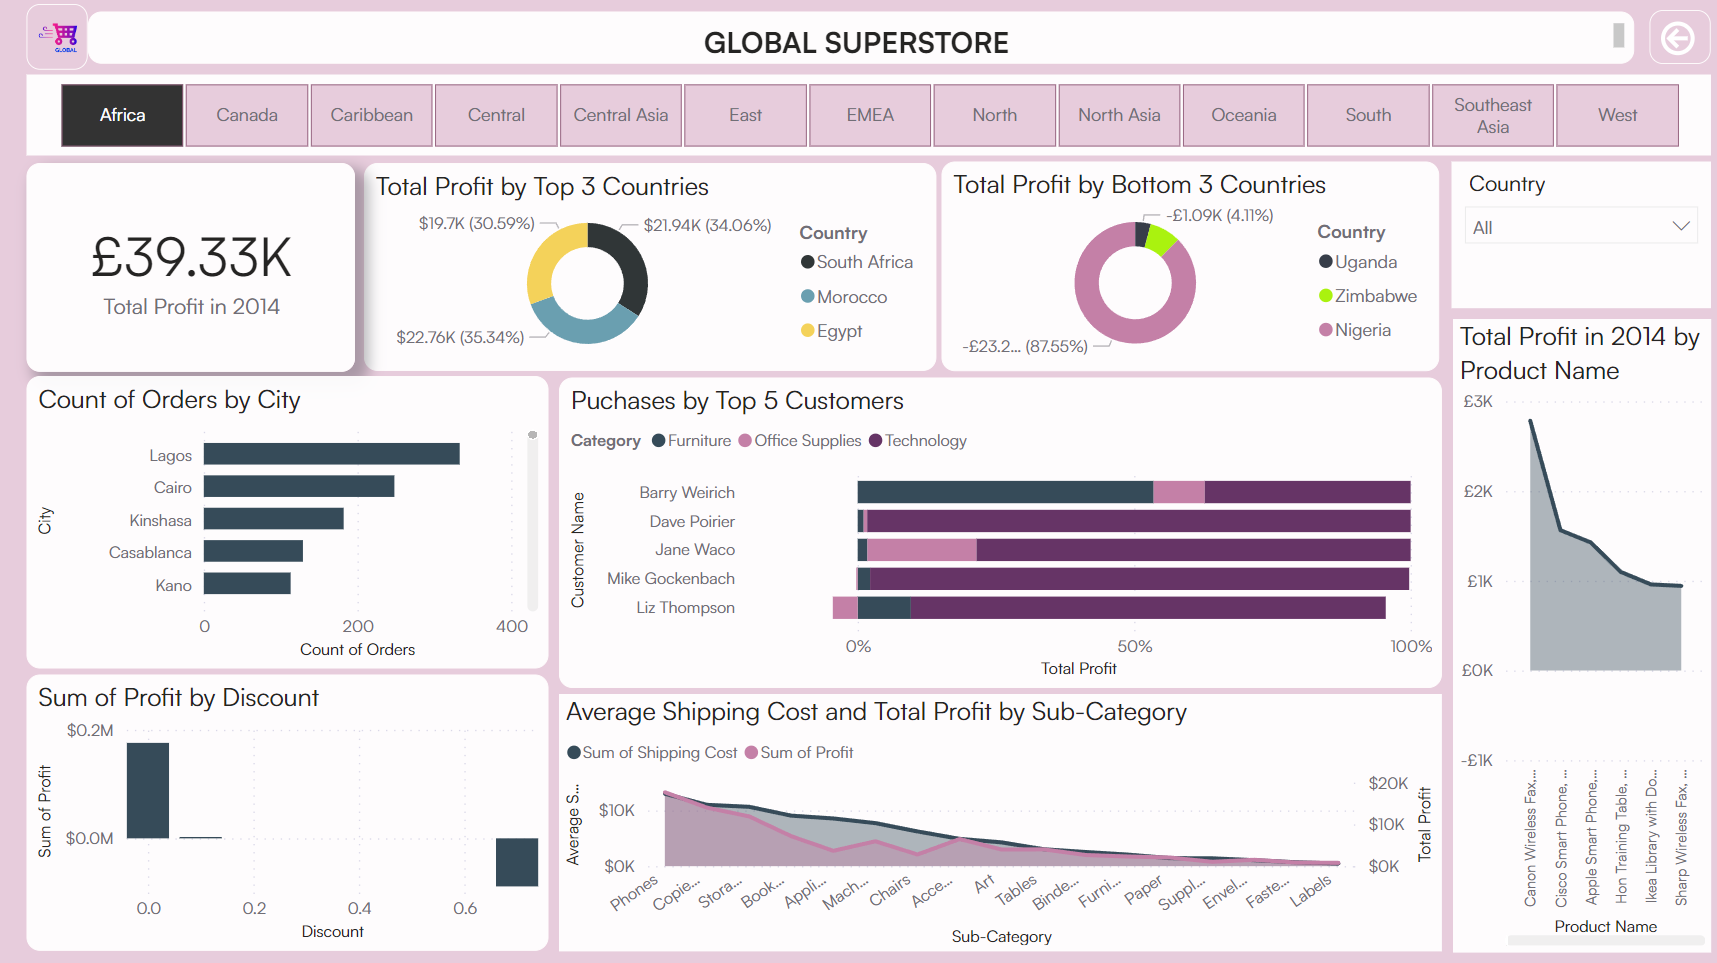 GLOBAL
GLOBAL SUPERSTORE
Africa
Canada
Caribbean
Central
Central Asia
East
EMEA
North
North Asia
Oceania
South
Southeast
Asia
West
£39.33K
Total Profit in 2014
Total Profit by Top 3 Countries
$19.7K (30.59%)
$21.94K (34.06%)
$22.76K (35.34%)
Country
South Africa
Morocco
Egypt
Total Profit by Bottom 3 Countries
-£1.09K (4.11%)
-£23.2... (87.55%)
Country
Uganda
Zimbabwe
Nigeria
Country
All
Count of Orders by City
City
Lagos
Cairo
Kinshasa
Casablanca
Kano
0
200
400
Count of Orders
Puchases by Top 5 Customers
Category
Furniture
Office Supplies
Technology
Customer Name
Barry Weirich
Dave Poirier
Jane Waco
Mike Gockenbach
Liz Thompson
0%
50%
100%
Total Profit
Total Profit in 2014 by
Product Name
£3K
£2K
£1K
£0K
-£1K
Canon Wireless Fax,...
Cisco Smart Phone, ...
Apple Smart Phone,...
Hon Training Table, ...
Ikea Library with Do...
Sharp Wireless Fax, ...
Product Name
Sum of Profit by Discount
Sum of Profit
$0.2M
$0.0M
0.0
0.2
0.4
0.6
Discount
Average Shipping Cost and Total Profit by Sub-Category
Sum of Shipping Cost
Sum of Profit
Average S...
$10K
$0K
$20K
$10K
$0K
Total Profit
Phones
Copie...
Stora...
Book...
Appli...
Mach...
Chairs
Acce...
Art
Tables
Binde...
Furni...
Paper
Suppl...
Envel...
Faste...
Labels
Sub-Category